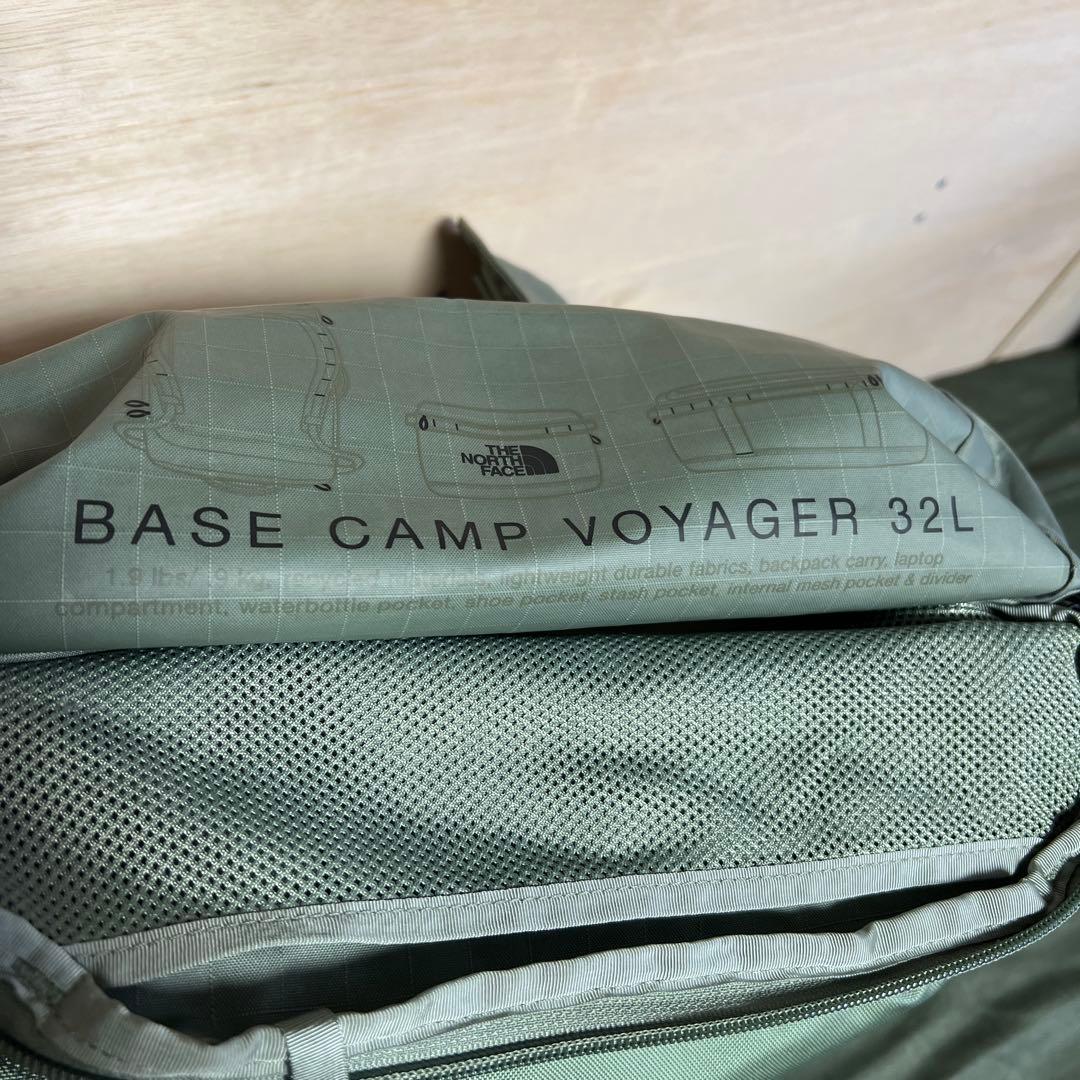 THE
NORTH
FACE
BASE CAMP VOYAGER 32L
1.9 lbs/ .9 kg, recycled materials, lightweight durable fabrics, backpack carry, laptop
compartment, waterbottle pocket, shoe pocket, stash pocket, internal mesh pocket & divider